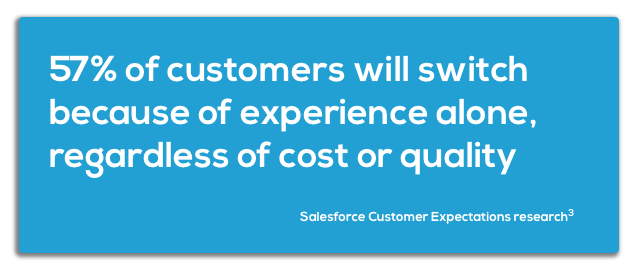 57% of customers will switch
because of experience alone,
regardless of cost or quality
Salesforce Customer Expectations research³